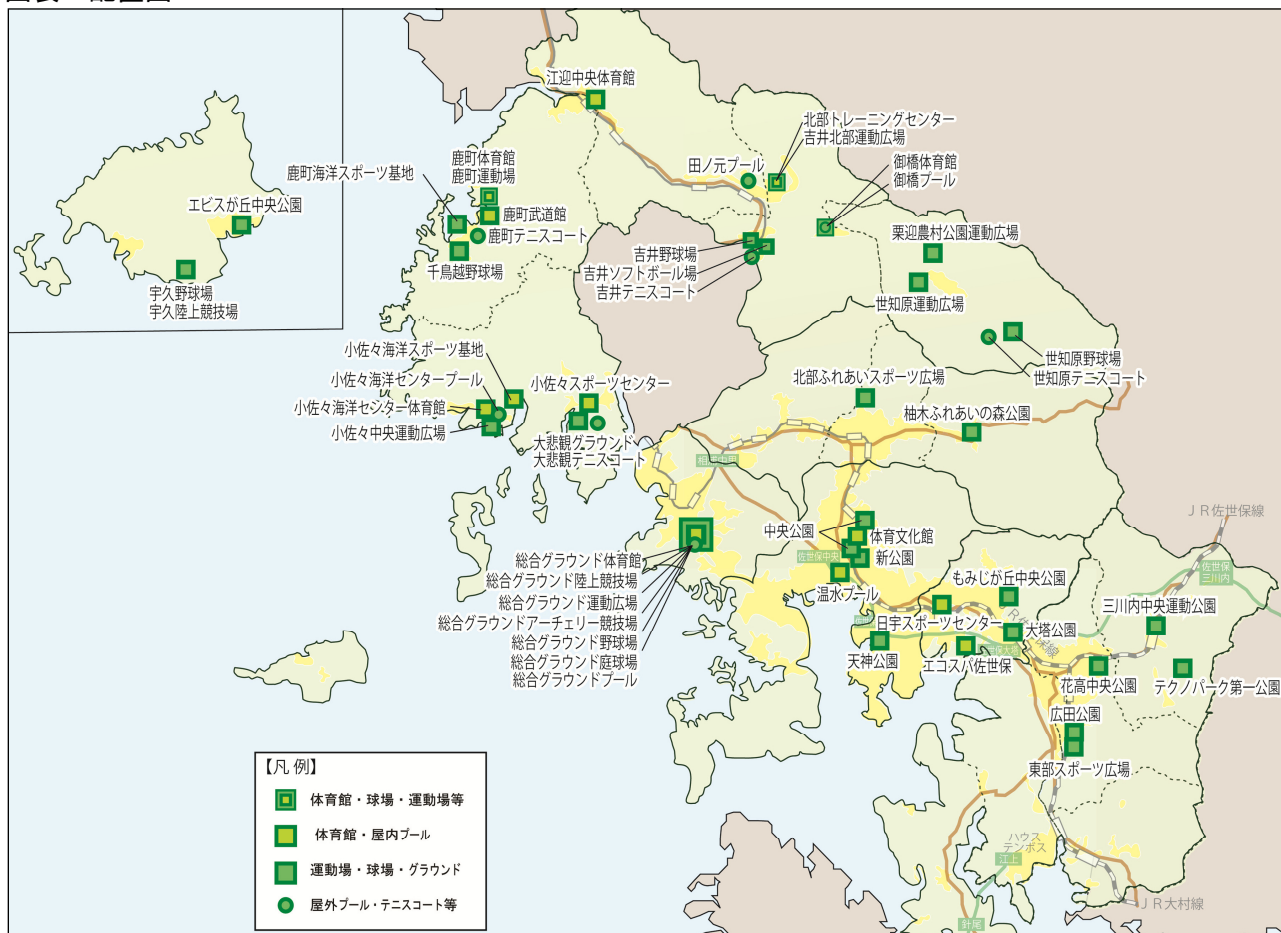 江迎中央体育館
北部トレーニングセンター
吉井北部運動広場
田ノ元プール
御橋体育館
御橋プール
鹿町体育館
鹿町運動場
鹿町海洋スポーツ基地
エビスが丘中央公園
鹿町武道館
鹿町テニスコート
千鳥越野球場
宇久野球場
宇久陸上競技場
吉井野球場
吉井ソフトボール場
吉井テニスコート
栗迎農村公園運動広場
世知原運動広場
世知原野球場
世知原テニスコート
小佐々海洋スポーツ基地
小佐々海洋センタープール
小佐々海洋センター体育館
小佐々中央運動広場
小佐々スポーツセンター
大悲観グラウンド
大悲観テニスコート
北部ふれあいスポーツ広場
柚木ふれあいの森公園
相浦中里
JR佐世保線
中央公園
体育文化館
佐世保中央
新公園
温水プール
総合グラウンド体育館
総合グラウンド陸上競技場
総合グラウンド運動広場
総合グラウンドアーチェリー競技場
総合グラウンド野球場
総合グラウンド庭球場
総合グラウンドプール
もみじが丘中央公園
佐世保
三川内
三川内中央運動公園
日宇スポーツセンター
大塔公園
天神公園
エコスパ佐世保
花高中央公園
テクノパーク第一公園
広田公園
東部スポーツ広場
ハウス
テンボス
江上
針尾
JR大村線
【凡例】
体育館・球場・運動場等
体育館・屋内プール
運動場・球場・グラウンド
屋外プール・テニスコート等